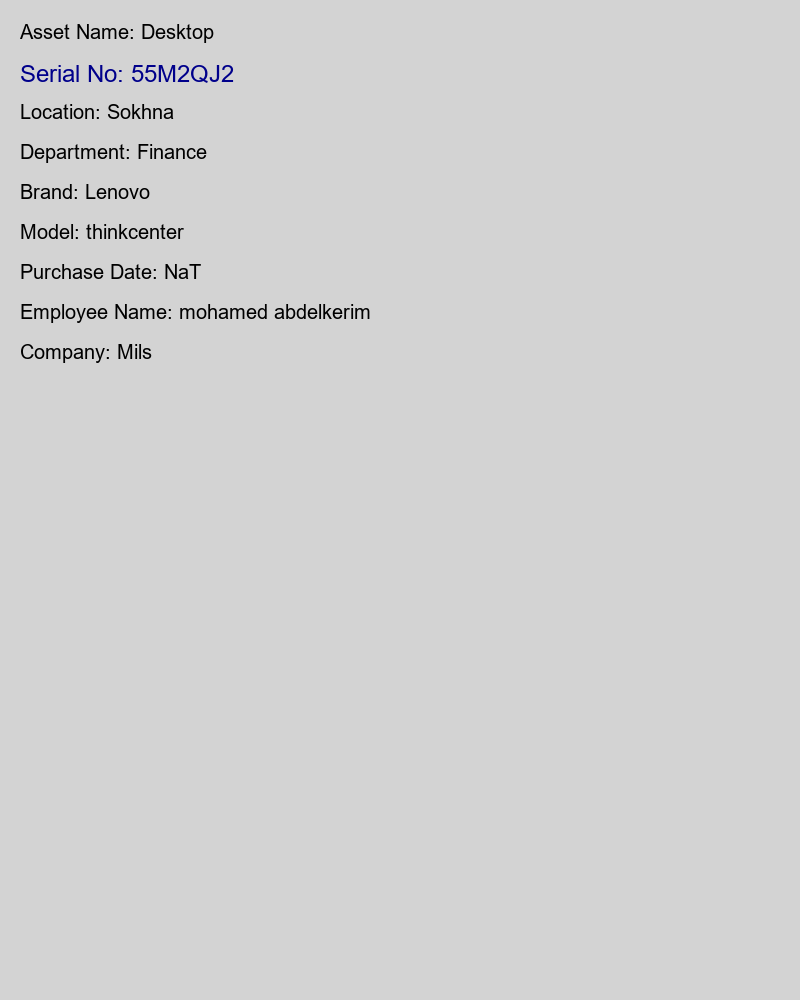 Asset Name: Desktop
Serial No: 55M2QJ2
Location: Sokhna
Department: Finance
Brand: Lenovo
Model: thinkcenter
Purchase Date: NaT
Employee Name: mohamed abdelkerim
Company: Mils